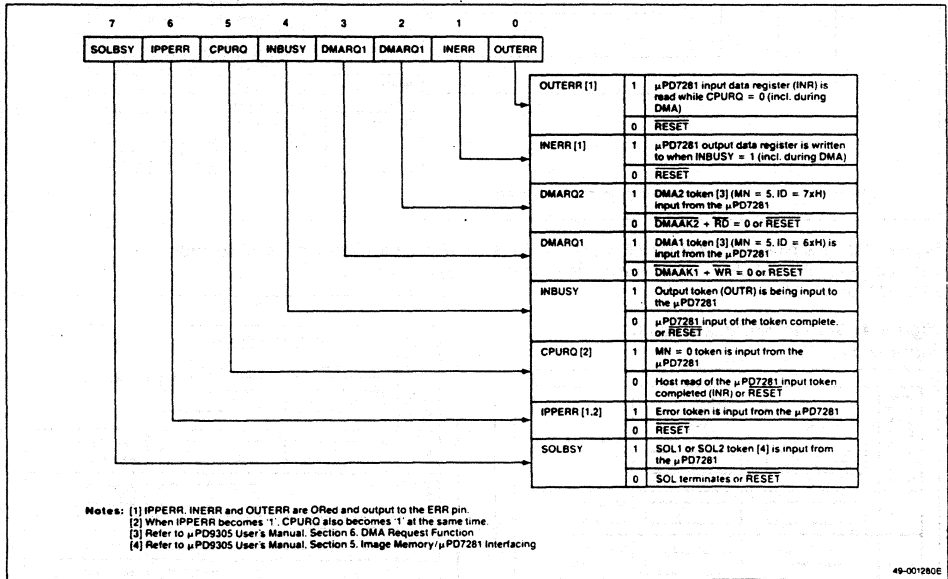 7 6 5 4 3 2 1 0
SOLBSY IPPERR CPURQ INBUSY DMARQ1 DMARQ1 INERR OUTERR
OUTERR [1] 1 μPD7281 input data register (INR) is
read while CPURQ = 0 (incl. during
DMA)
0 RESET
INERR [1] 1 μPD7281 output data register is written
to when INBUSY = 1 (incl. during DMA)
0 RESET
DMARQ2 1 DMA2 token [3] (MN = 5, ID = 7xH)
input from the μPD7281
0 DMAAK2 + RD = 0 or RESET
DMARQ1 1 DMA1 token [3] (MN = 5, ID = 6xH) is
input from the μPD7281
0 DMAAK1 + WR = 0 or RESET
INBUSY 1 Output token (OUTR) is being input to
the μPD7281
0 μPD7281 input of the token complete.
or RESET
CPURQ [2] 1 MN = 0 token is input from the
μPD7281
0 Host read of the μPD7281 input token
completed (INR) or RESET
IPPERR [1,2] 1 Error token is input from the μPD7281
0 RESET
SOLBSY 1 SOL1 or SOL2 token [4] is input from
the μPD7281
0 SOL terminates or RESET
Notes: [1] IPPERR, INERR and OUTERR are ORed and output to the ERR pin.
[2] When IPPERR becomes '1', CPURQ also becomes '1' at the same time.
[3] Refer to μPD9305 User's Manual, Section 6, DMA Request Function
[4] Refer to μPD9305 User's Manual, Section 5, Image Memory/μPD7281 Interfacing
49-001280E